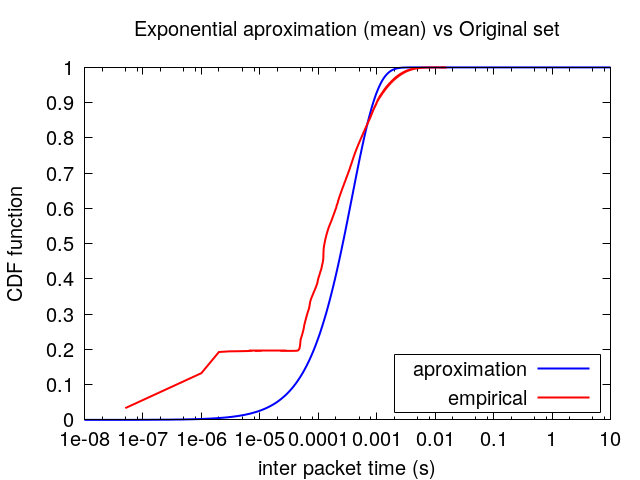 Exponential aproximation (mean) vs Original set
1
0.9
0.8
0.7
0.6
0.5
0.4
0.3
0.2
0.1
0
CDF function
aproximation
empirical
1e-08 1e-07 1e-06 1e-05 0.0001 0.001 0.01 0.1 1 10
inter packet time (s)